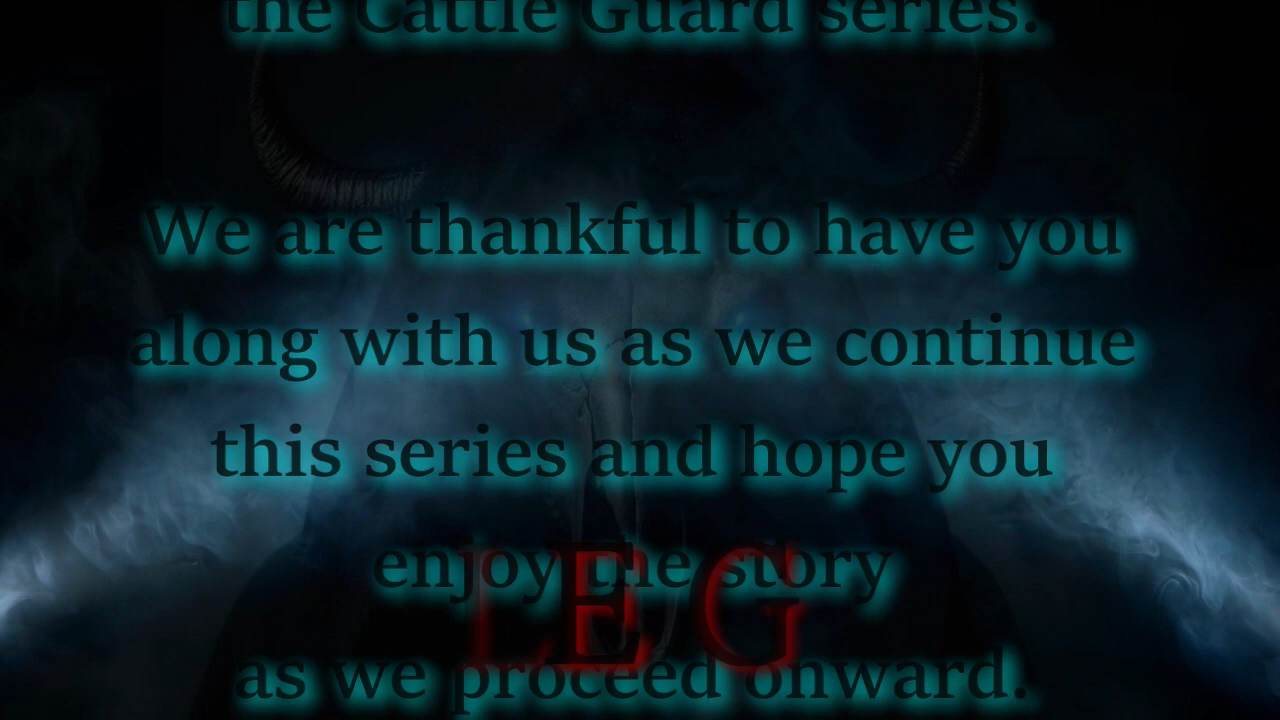 the Cattle Guard series.
We are thankful to have you
along with us as we continue
this series and hope you
enjoy the story
LEG
as we proceed onward.